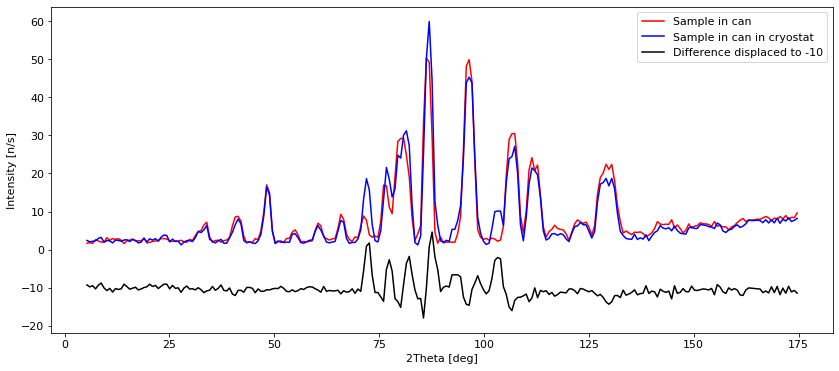 Sample in can
Sample in can in cryostat
Difference displaced to -10
Intensity [n/s]
60
50
40
30
20
10
0
−10
−20
0 25 50 75 100 125 150 175
2Theta [deg]